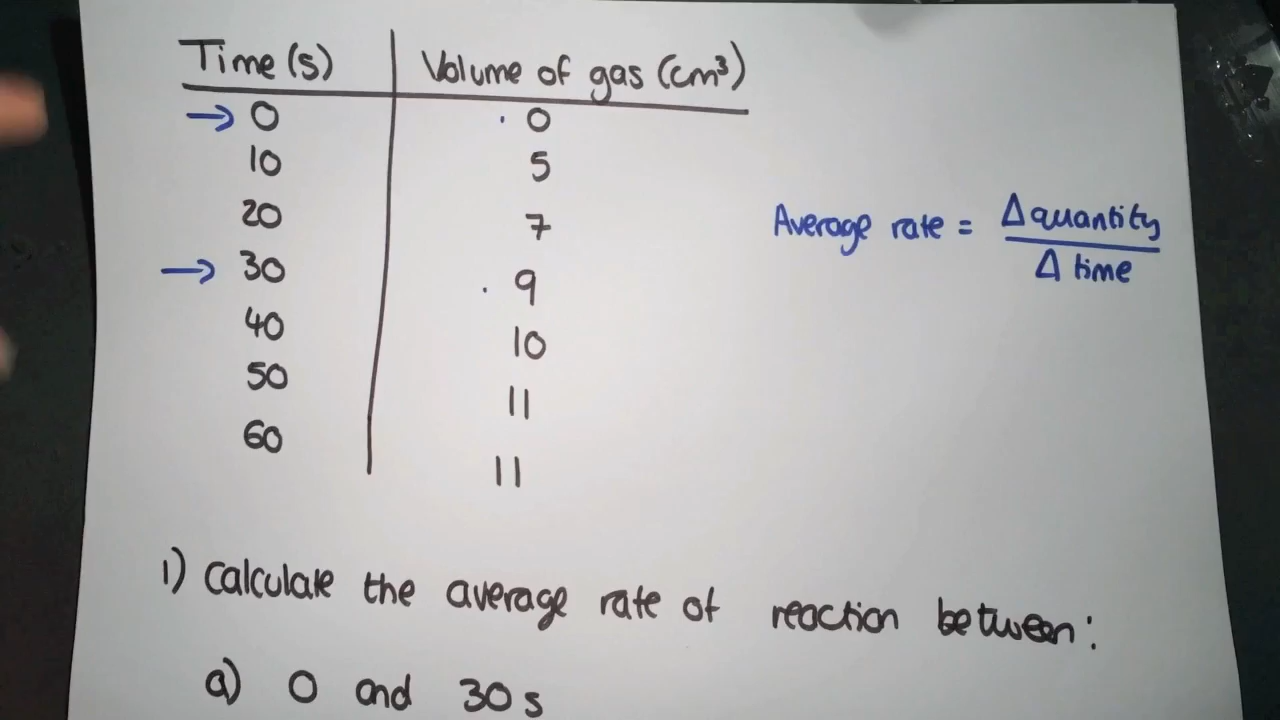 Time (s) Volume of gas (cm³)
→ 0 · 0
10 5
20 7
Average rate = Δ quantity / Δ time
→ 30 · 9
40 10
50 11
60 11
1) Calculate the average rate of reaction between:
a) 0 and 30 s